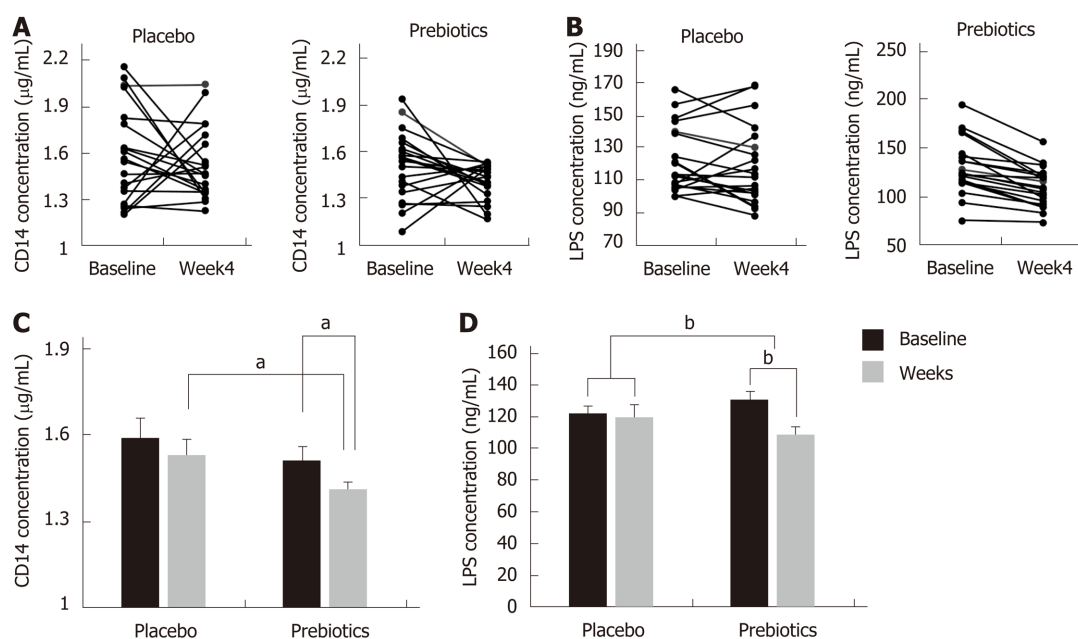 A
Placebo
CD14 concentration (µg/mL)
2.2
1.9
1.6
1.3
1
Baseline Week4
Prebiotics
CD14 concentration (µg/mL)
2.2
1.9
1.6
1.3
1
Baseline Week4
B
Placebo
LPS concentration (ng/mL)
190
170
150
130
110
90
70
Baseline Week4
Prebiotics
LPS concentration (ng/mL)
250
200
150
100
50
Baseline Week4
C
CD14 concentration (µg/mL)
1.9
1.6
1.3
1
a
a
Placebo Prebiotics
D
LPS concentration (ng/mL)
160
140
120
100
80
60
40
20
0
b
b
Placebo Prebiotics
Baseline
Weeks